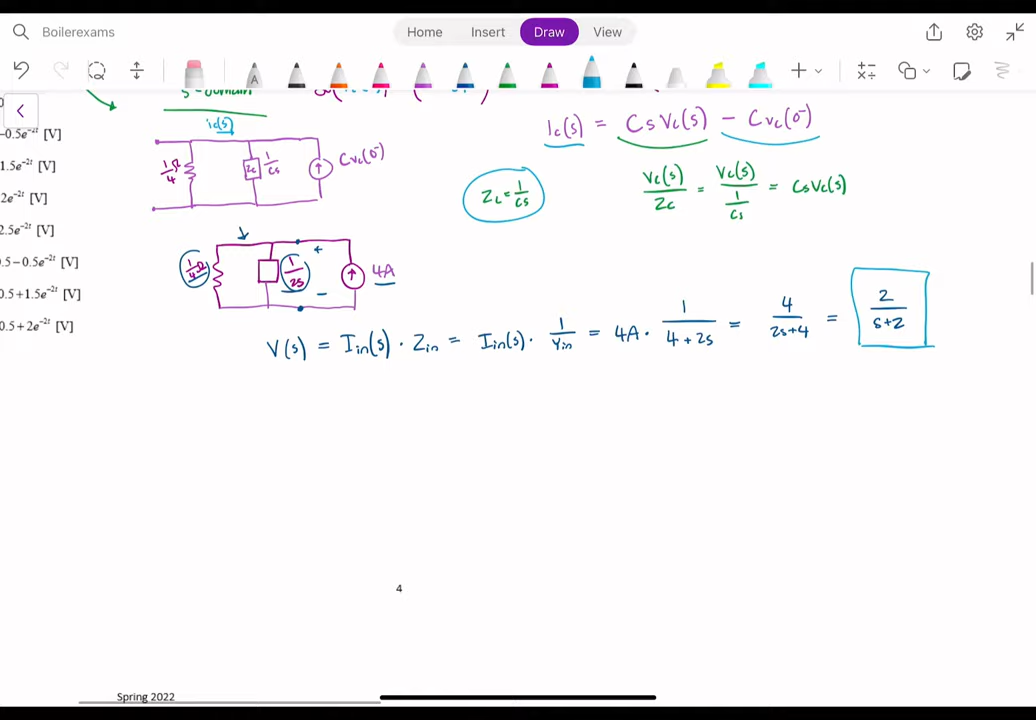 Boilerexams
Home Insert Draw View
s-domain
-0.5e^{-2t} [V]
1.5e^{-2t} [V]
2e^{-2t} [V]
2.5e^{-2t} [V]
0.5 − 0.5e^{-2t} [V]
0.5 + 1.5e^{-2t} [V]
0.5 + 2e^{-2t} [V]
ic(s)
1/4 Ω
Zc
1/Cs
Cvc(0⁻)
Ic(s) = CsVc(s) − Cvc(0⁻)
Zc = 1/Cs
Vc(s)/Zc = Vc(s)/(1/Cs) = CsVc(s)
1/4 Ω
1/2s
+
−
4A
V(s) = Iin(s) · Zin = Iin(s) · 1/Yin = 4A · 1/(4 + 2s) = 4/(2s+4) = 2/(s+2)
4
Spring 2022